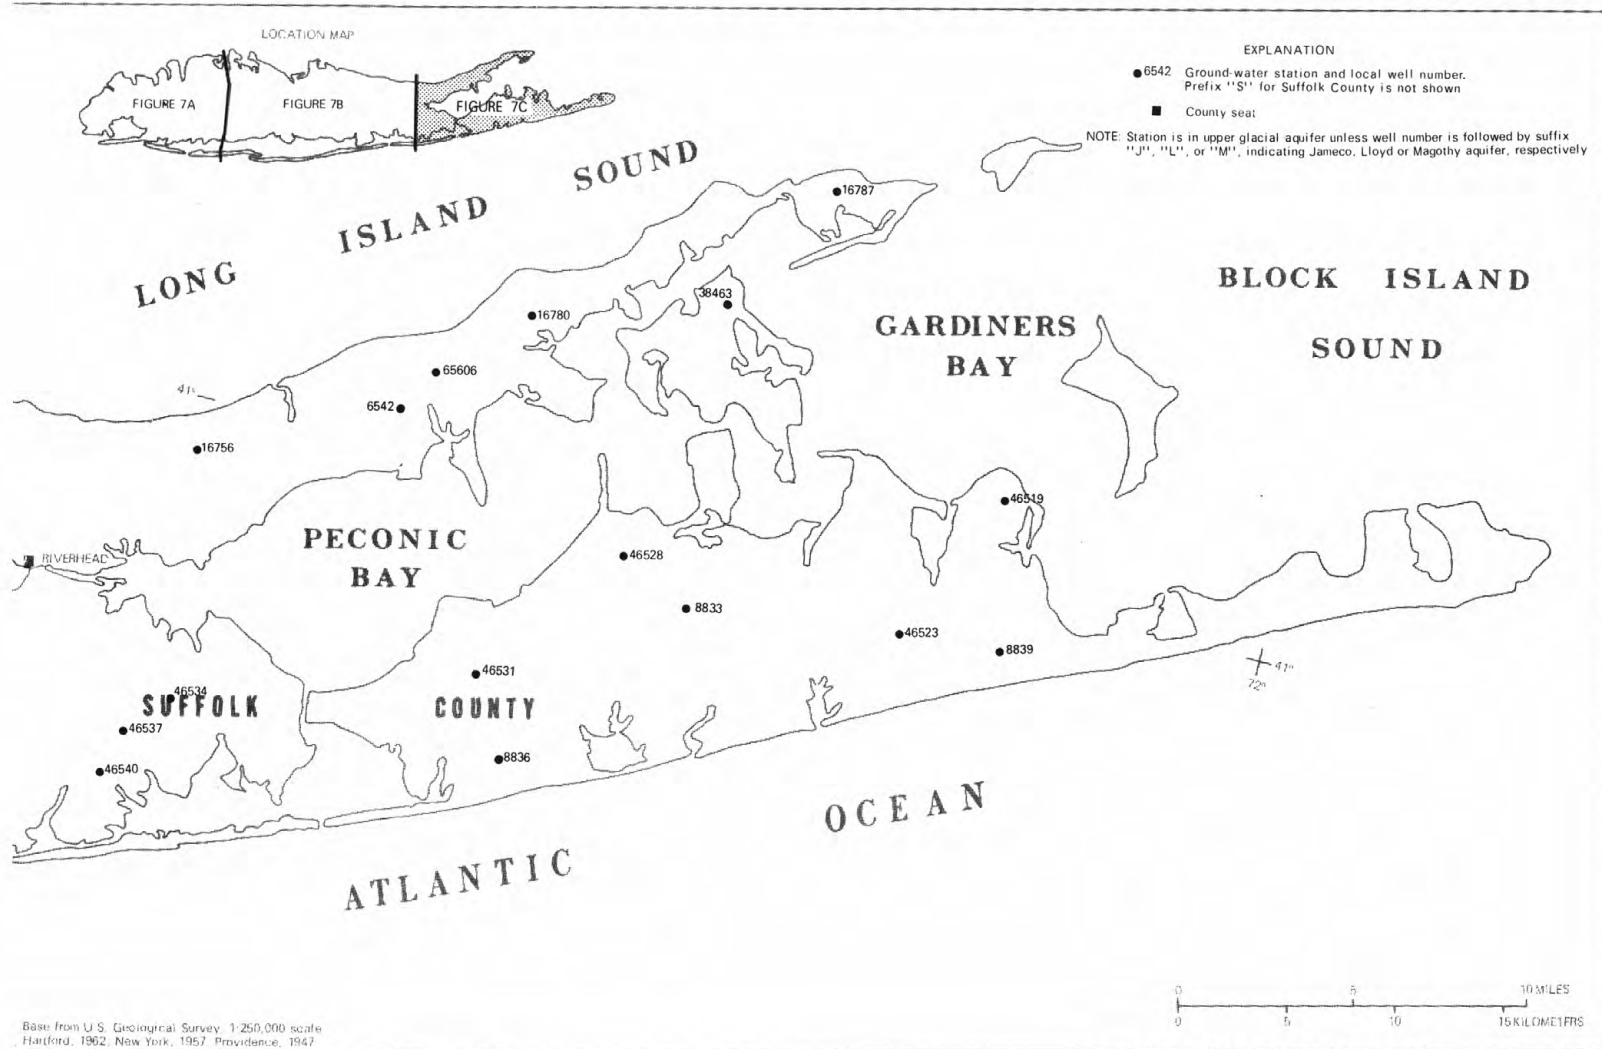 LOCATION MAP
FIGURE 7A
FIGURE 7B
FIGURE 7C
EXPLANATION
6542 Ground-water station and local well number.
Prefix "S" for Suffolk County is not shown
County seat
NOTE: Station is in upper glacial aquifer unless well number is followed by suffix
"J", "L", or "M", indicating Jameco, Lloyd or Magothy aquifer, respectively
LONG ISLAND SOUND
16787
BLOCK ISLAND
SOUND
38463
16780
GARDINERS
BAY
65606
41°
6542
16756
46519
PECONIC
BAY
46528
RIVERHEAD
8833
46523
8839
41°
72°
46531
46534
SUFFOLK COUNTY
46537
8836
46540
ATLANTIC OCEAN
0 5 10 MILES
0 5 10 15 KILOMETERS
Base from U.S. Geological Survey, 1:250,000 scale
Hartford, 1962, New York, 1957, Providence, 1947